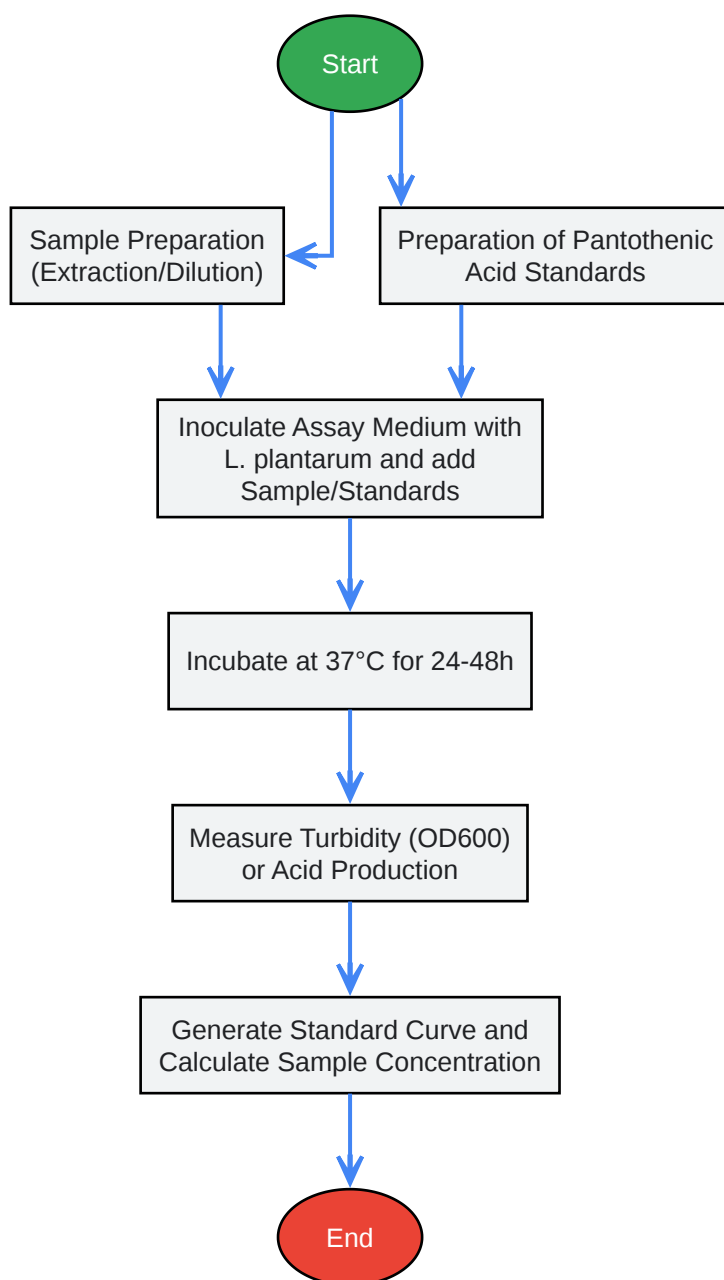 Start
Sample Preparation
(Extraction/Dilution)
Preparation of Pantothenic
Acid Standards
Inoculate Assay Medium with
L. plantarum and add
Sample/Standards
Incubate at 37°C for 24-48h
Measure Turbidity (OD600)
or Acid Production
Generate Standard Curve and
Calculate Sample Concentration
End